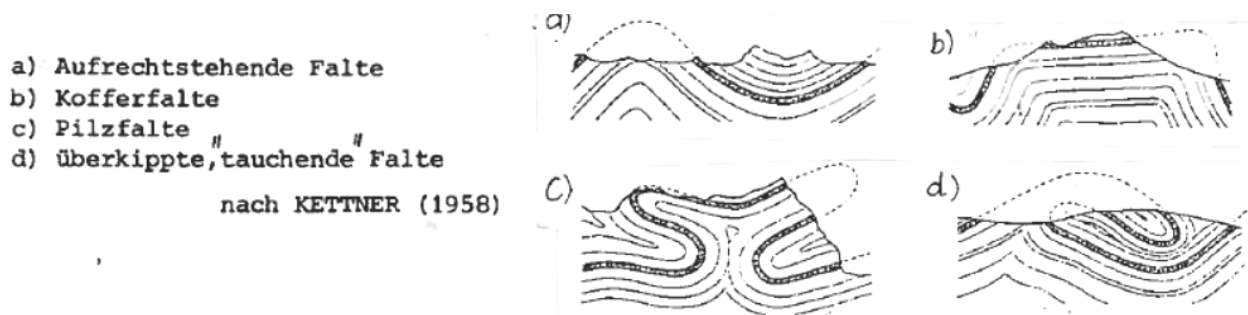 a) Aufrechtstehende Falte
b) Kofferfalte
c) Pilzfalte
d) überkippte,"tauchende" Falte
nach KETTNER (1958)
a)
b)
c)
d)